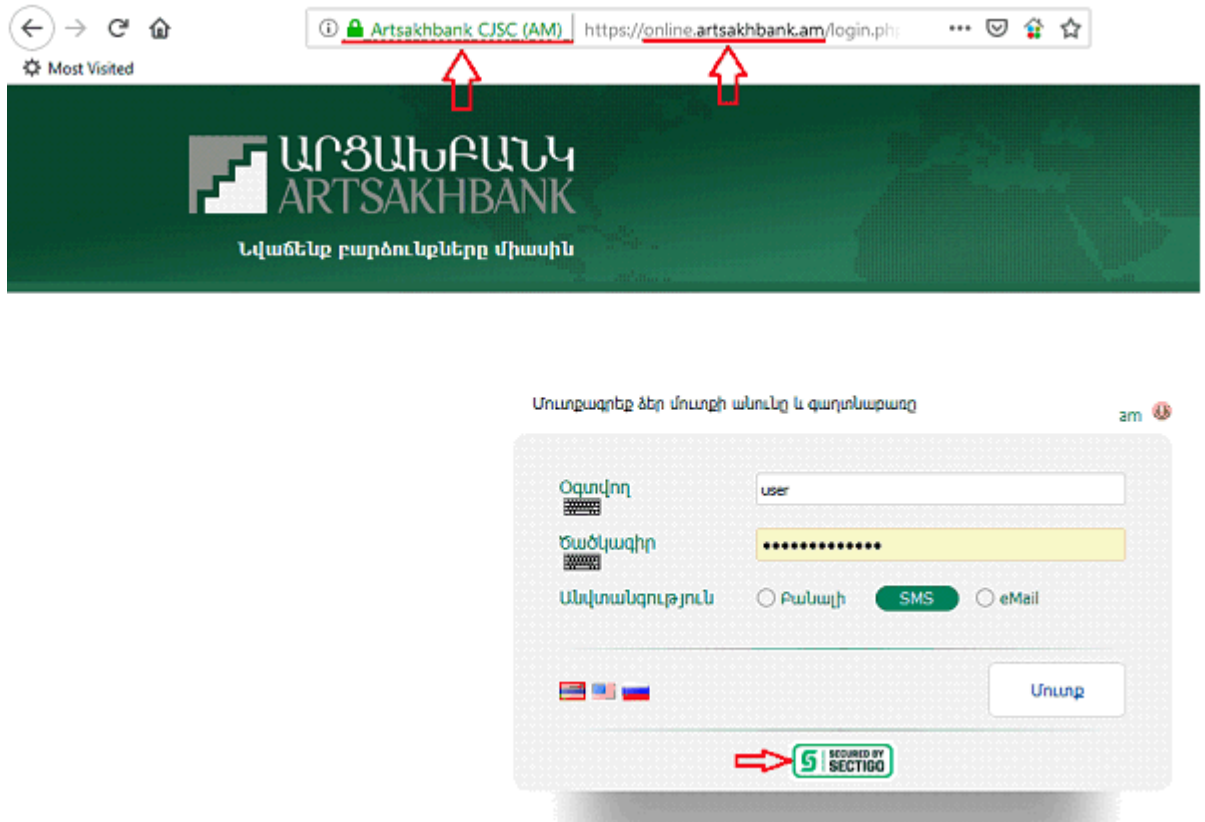 Artsakhbank CJSC (AM) https://online.artsakhbank.am/login.php
Most Visited
ԱՐՑԱԽԲԱՆԿ
ARTSAKHBANK
Նվաճենք բարձունքները միասին
Մուտքագրեք ձեր մուտքի անունը և գաղտնաբառը
am
Օգտվող user
Ծածկագիր •••••••••••••
Անվտանգություն Բանալի SMS eMail
Մուտք
SECURED BY
SECTIGO